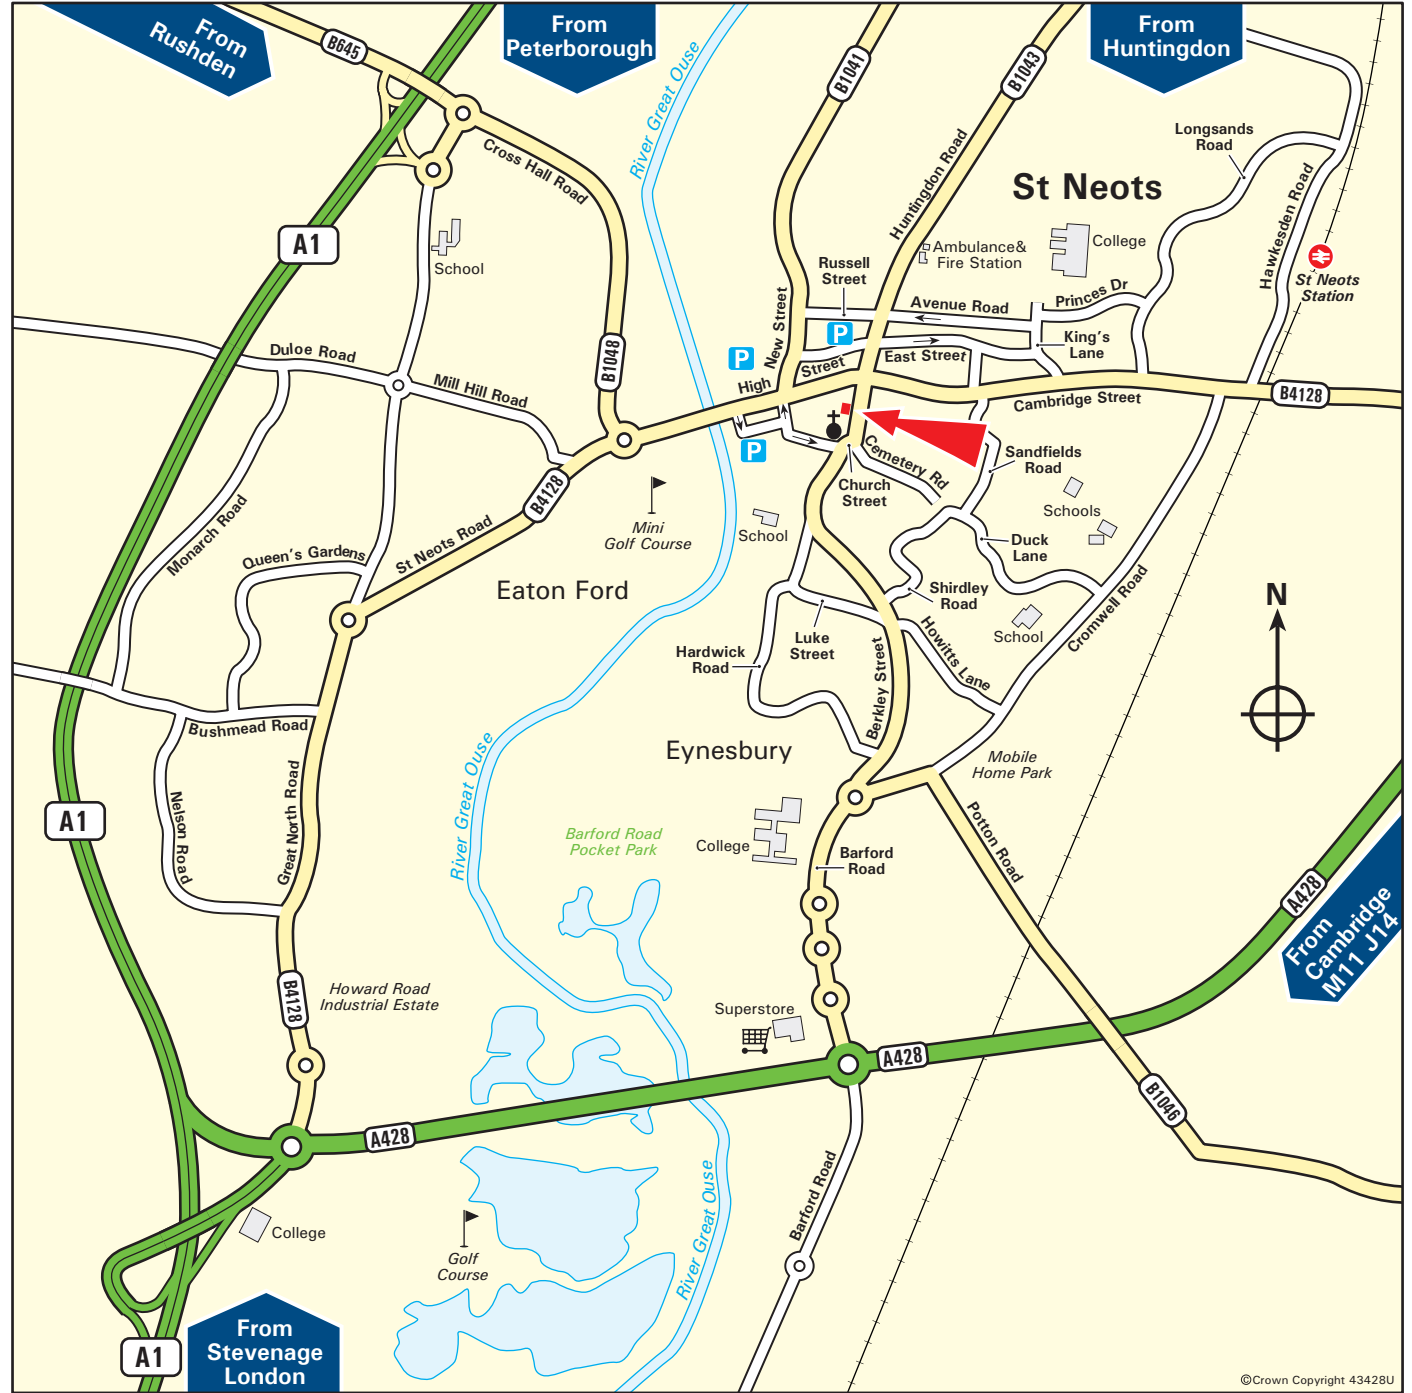 From
Rushden
B645
From
Peterborough
From
Huntingdon
B1041
B1043
River Great Ouse
Longsands
Road
Cross Hall Road
Huntingdon Road
St Neots
Hawkesden Road
A1
School
Ambulance&
Fire Station
College
Russell
Street
St Neots
Station
New Street
Avenue Road
Princes Dr
P
P
King's
Lane
Duloe Road
B1048
East Street
High
Street
Mill Hill Road
Cambridge Street
B4128
P
Cemetery Rd
Sandfields
Road
Church
Street
B4128
Monarch Road
Mini
Golf Course
School
Schools
St Neots Road
Queen's Gardens
Duck
Lane
Eaton Ford
Shirdley
Road
Cromwell Road
N
Luke
Street
Howitts Lane
School
Hardwick
Road
Berkley Street
Bushmead Road
Eynesbury
Mobile
Home Park
River Great Ouse
Great North Road
Nelson Road
A1
Barford Road
Pocket Park
College
Barford
Road
Potton Road
A428
From
Cambridge
M11 J14
B4128
Howard Road
Industrial Estate
Superstore
A428
B1046
A428
Barford Road
River Great Ouse
College
Golf
Course
From
Stevenage
London
A1
©Crown Copyright 43428U